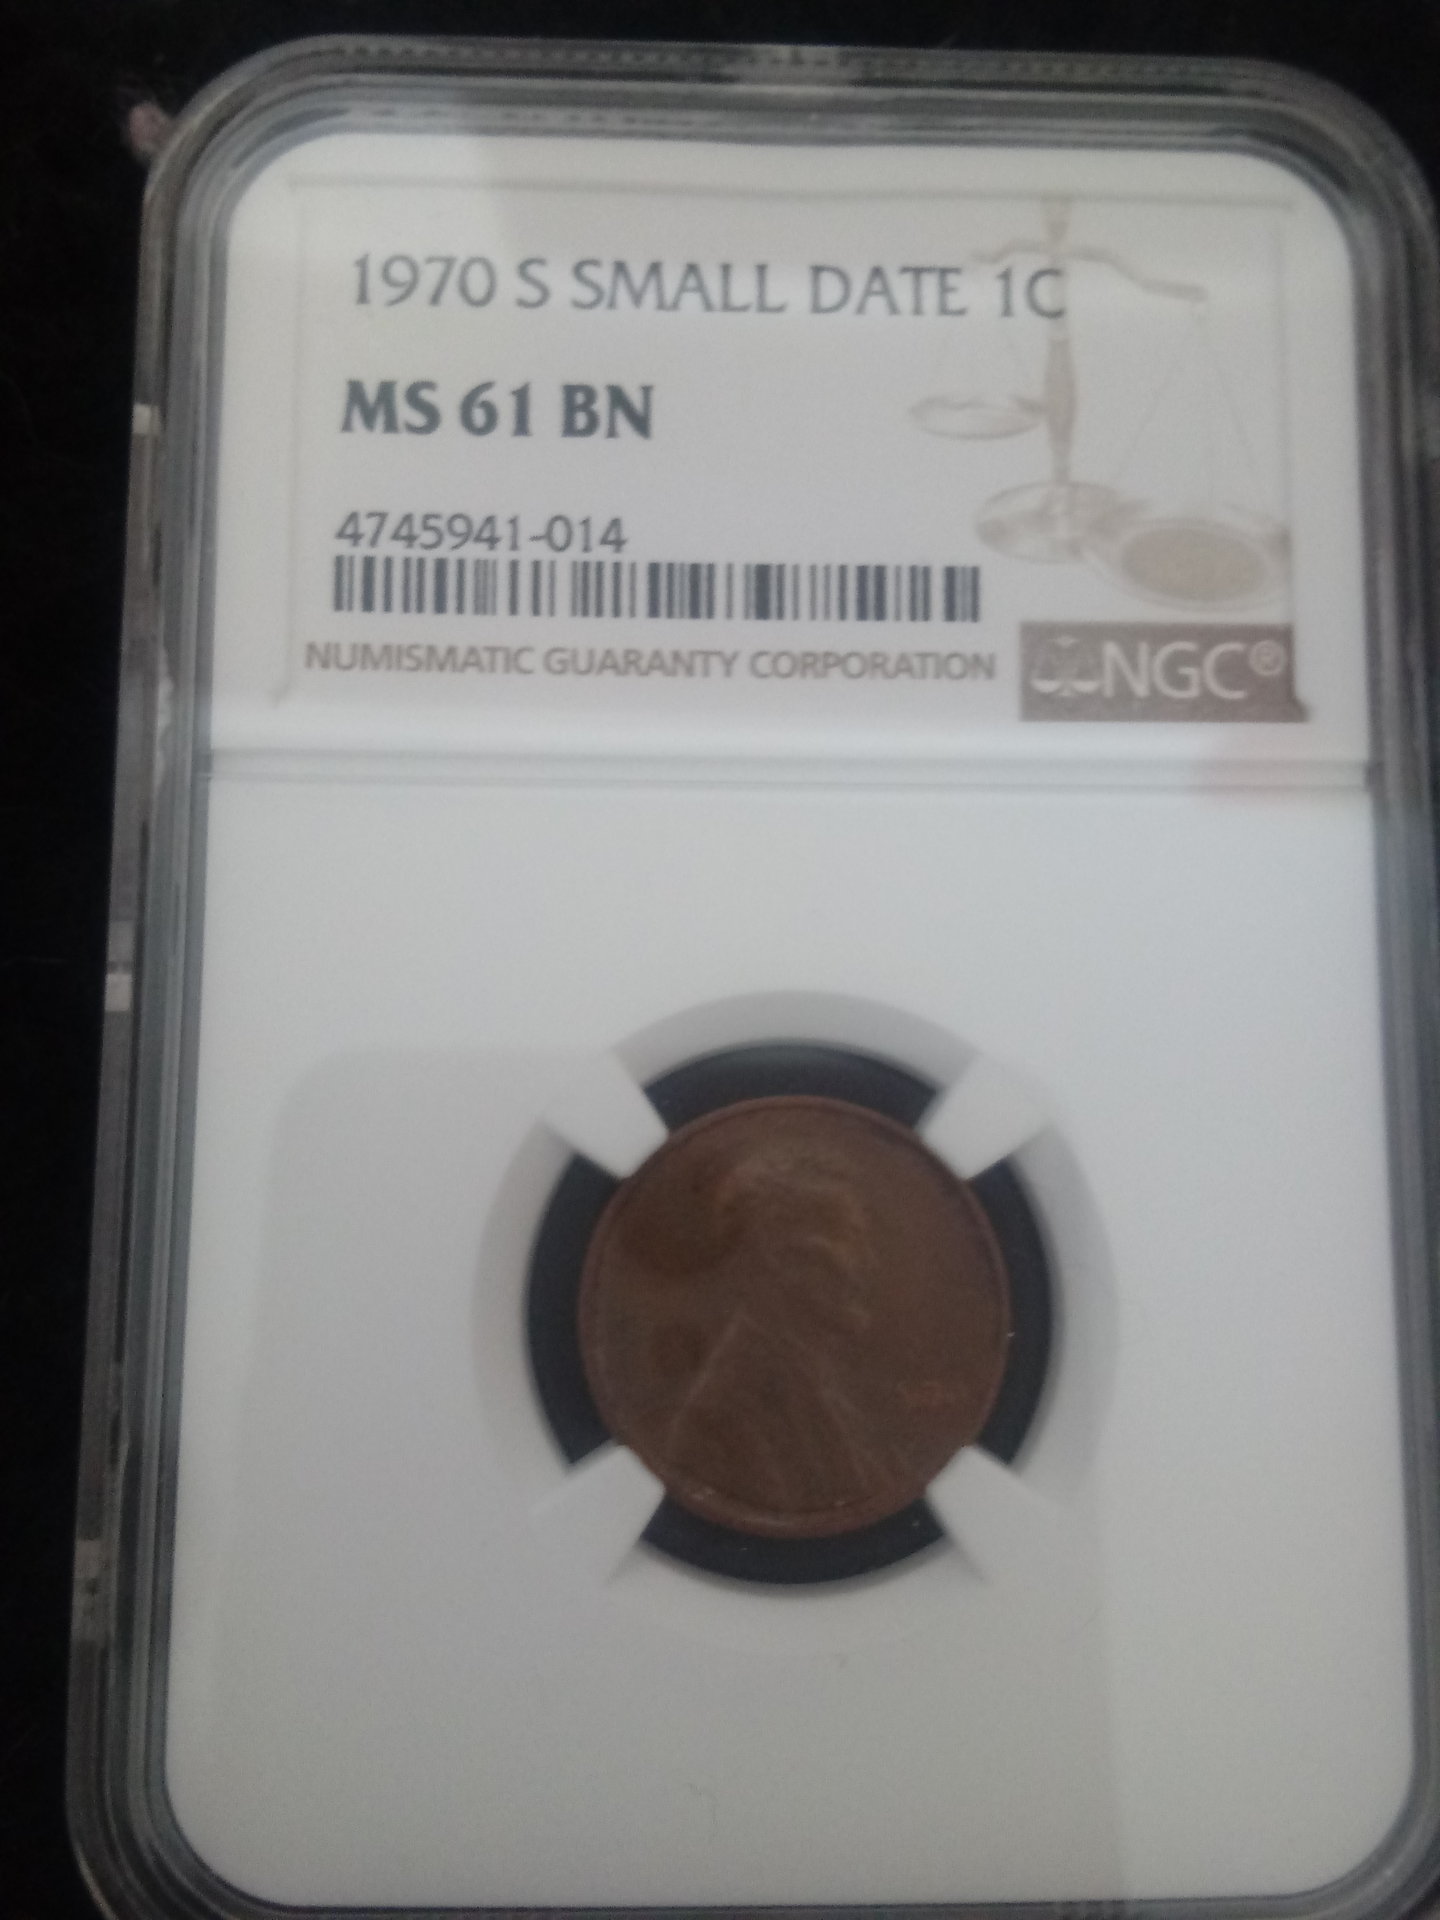 1970 S SMALL DATE 1C
MS 61 BN
4745941-014
NUMISMATIC GUARANTY CORPORATION
NGC®